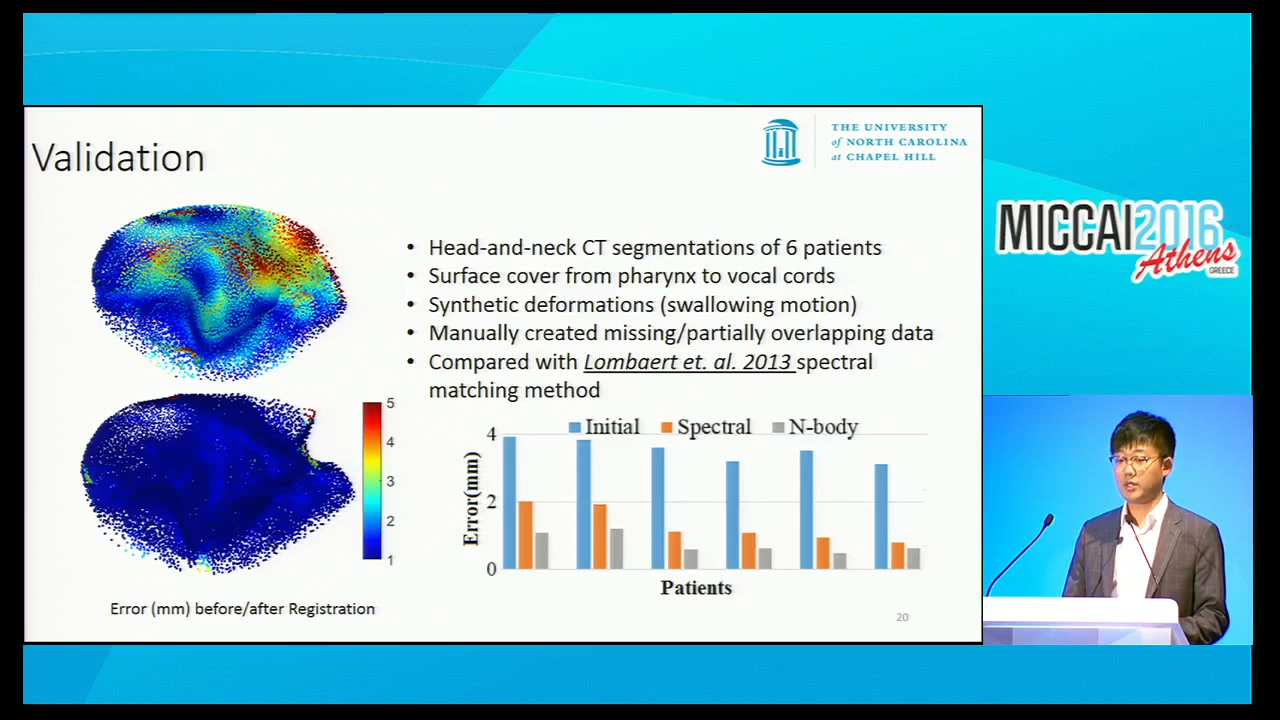 Validation
THE UNIVERSITY
of NORTH CAROLINA
at CHAPEL HILL
MICCAI2016
Athens
GREECE
• Head-and-neck CT segmentations of 6 patients
• Surface cover from pharynx to vocal cords
• Synthetic deformations (swallowing motion)
• Manually created missing/partially overlapping data
• Compared with Lombaert et. al. 2013 spectral
matching method
5
4
3
2
1
Error (mm) before/after Registration
Initial Spectral N-body
4
2
0
Error(mm)
Patients
20